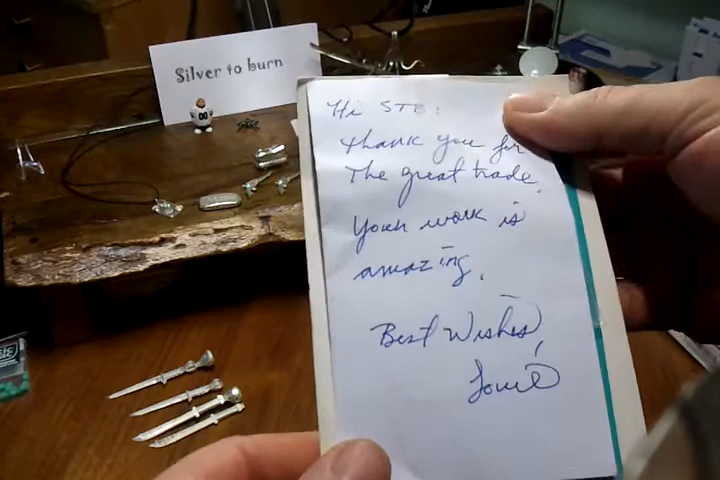 Silver to burn
Hi STB:
thank you for
The great trade.
Your work is
amazing.
Best Wishes,